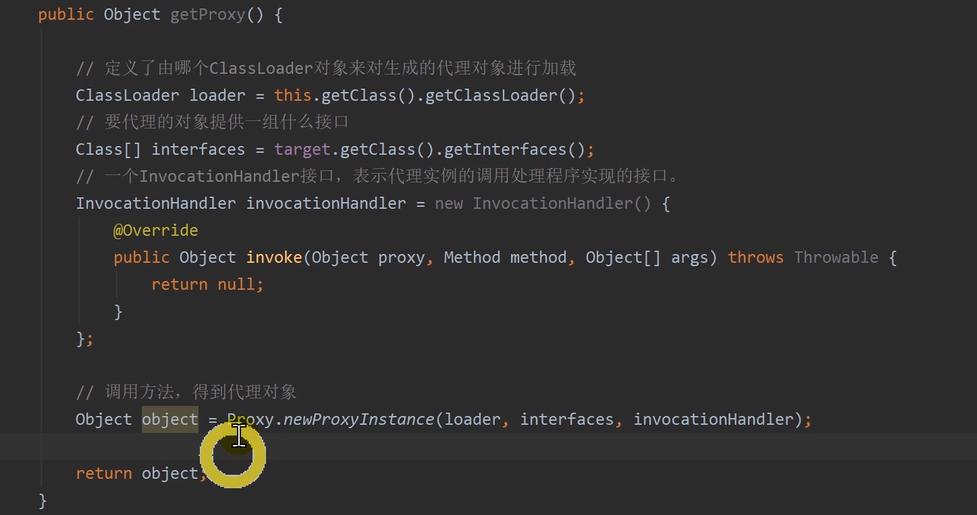 public Object getProxy() {
// 定义了由哪个ClassLoader对象来对生成的代理对象进行加载
ClassLoader loader = this.getClass().getClassLoader();
// 要代理的对象提供一组什么接口
Class[] interfaces = target.getClass().getInterfaces();
// 一个InvocationHandler接口，表示代理实例的调用处理程序实现的接口。
InvocationHandler invocationHandler = new InvocationHandler() {
@Override
public Object invoke(Object proxy, Method method, Object[] args) throws Throwable {
return null;
}
};
// 调用方法，得到代理对象
Object object = Proxy.newProxyInstance(loader, interfaces, invocationHandler);
return object;
}